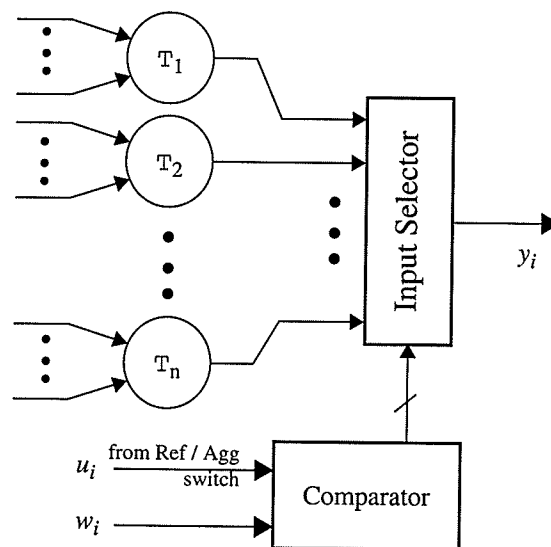 T1
T2
Tn
Input Selector
yi
from Ref / Agg
ui
switch
wi
Comparator